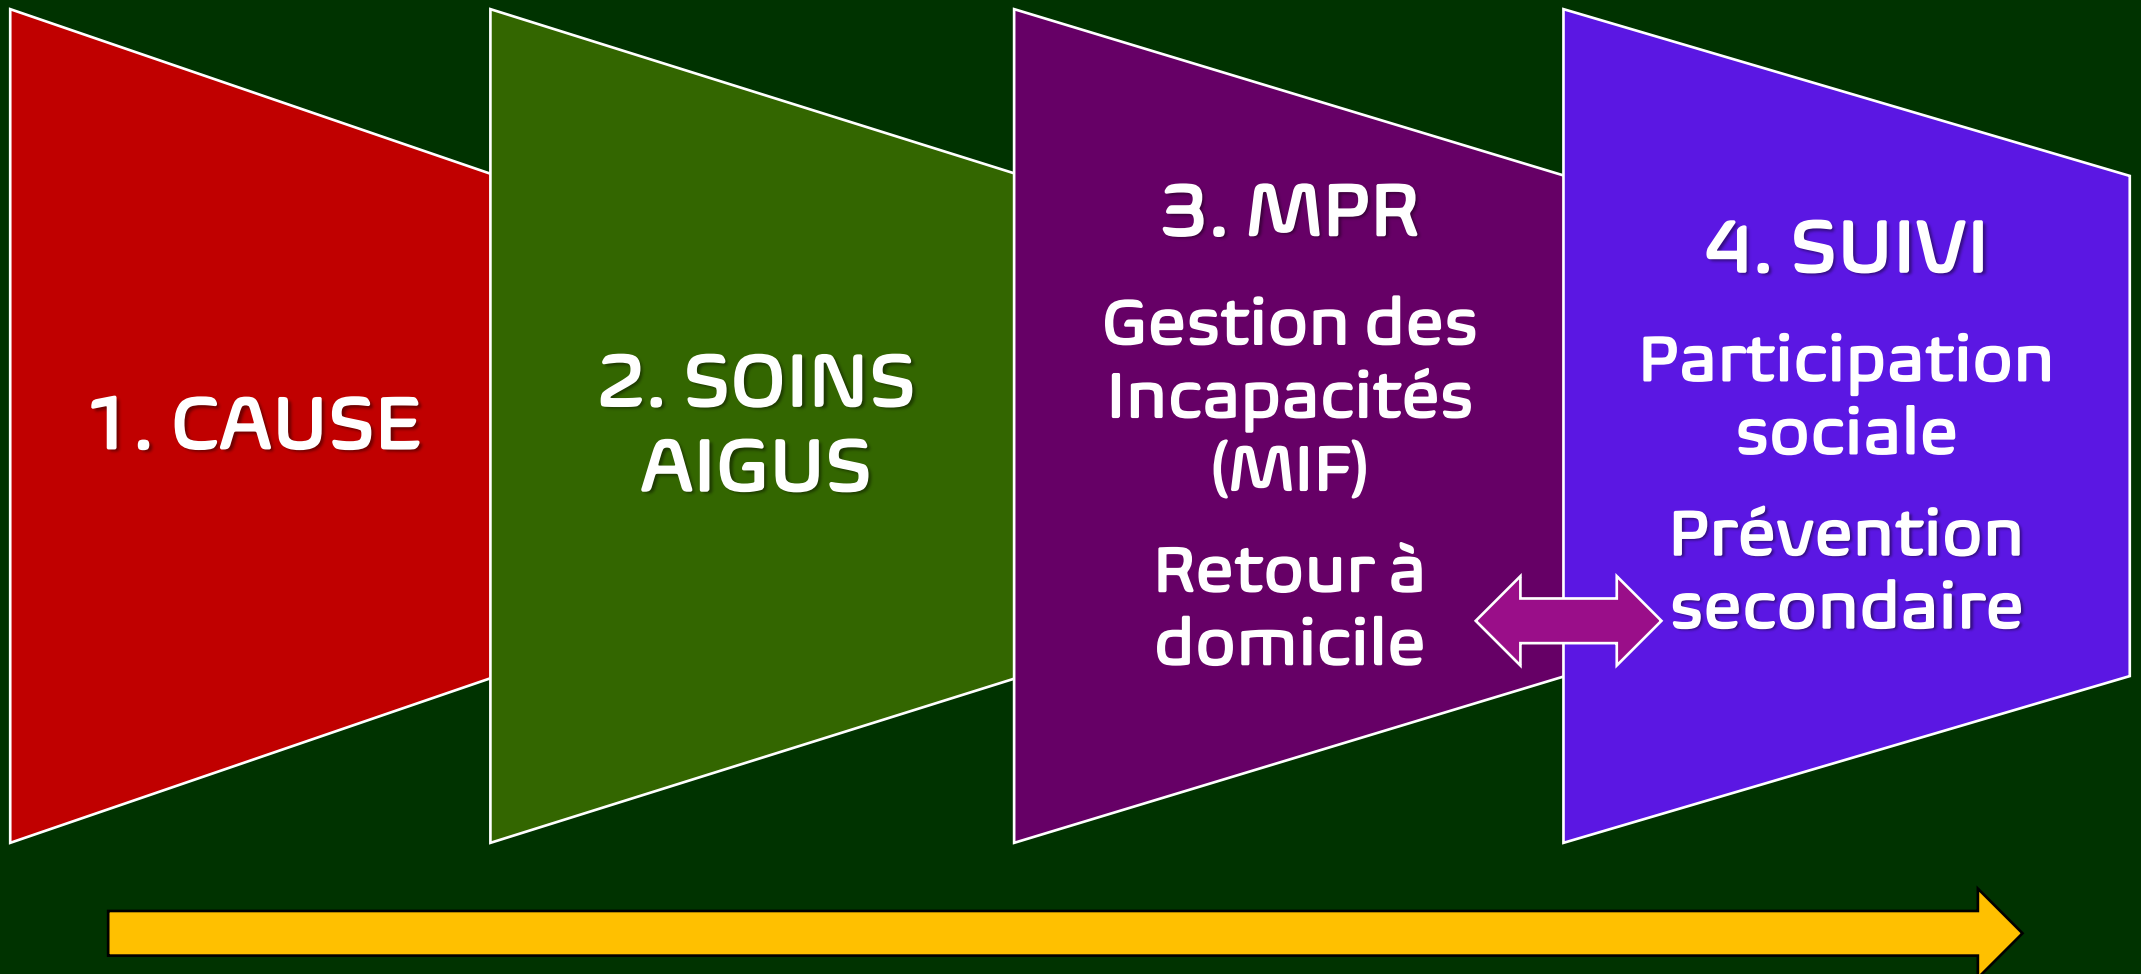 1. CAUSE
2. SOINS
AIGUS
3. MPR
Gestion des
Incapacités
(MIF)
Retour à
domicile
4. SUIVI
Participation
sociale
Prévention
secondaire